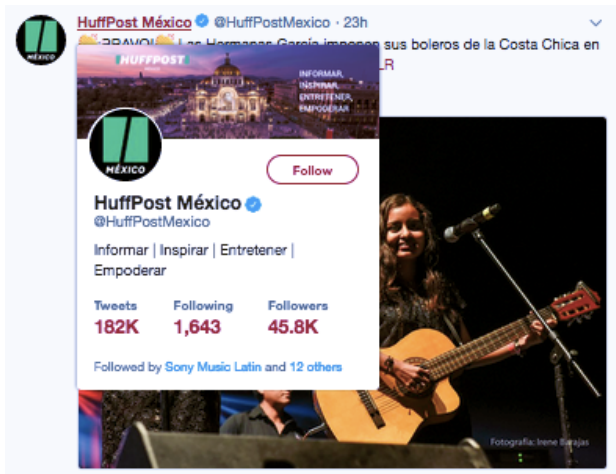 HuffPost México @HuffPostMexico · 23h
¡BRAVO! Las Hermanas García imponen sus boleros de la Costa Chica en
LR
HUFFPOST
INFORMAR,
INSPIRAR,
ENTRETENER,
EMPODERAR
MÉXICO
MÉXICO
Follow
HuffPost México
@HuffPostMexico
Informar | Inspirar | Entretener |
Empoderar
Tweets Following Followers
182K 1,643 45.8K
Followed by Sony Music Latin and 12 others
Fotografía: Irene Barajas